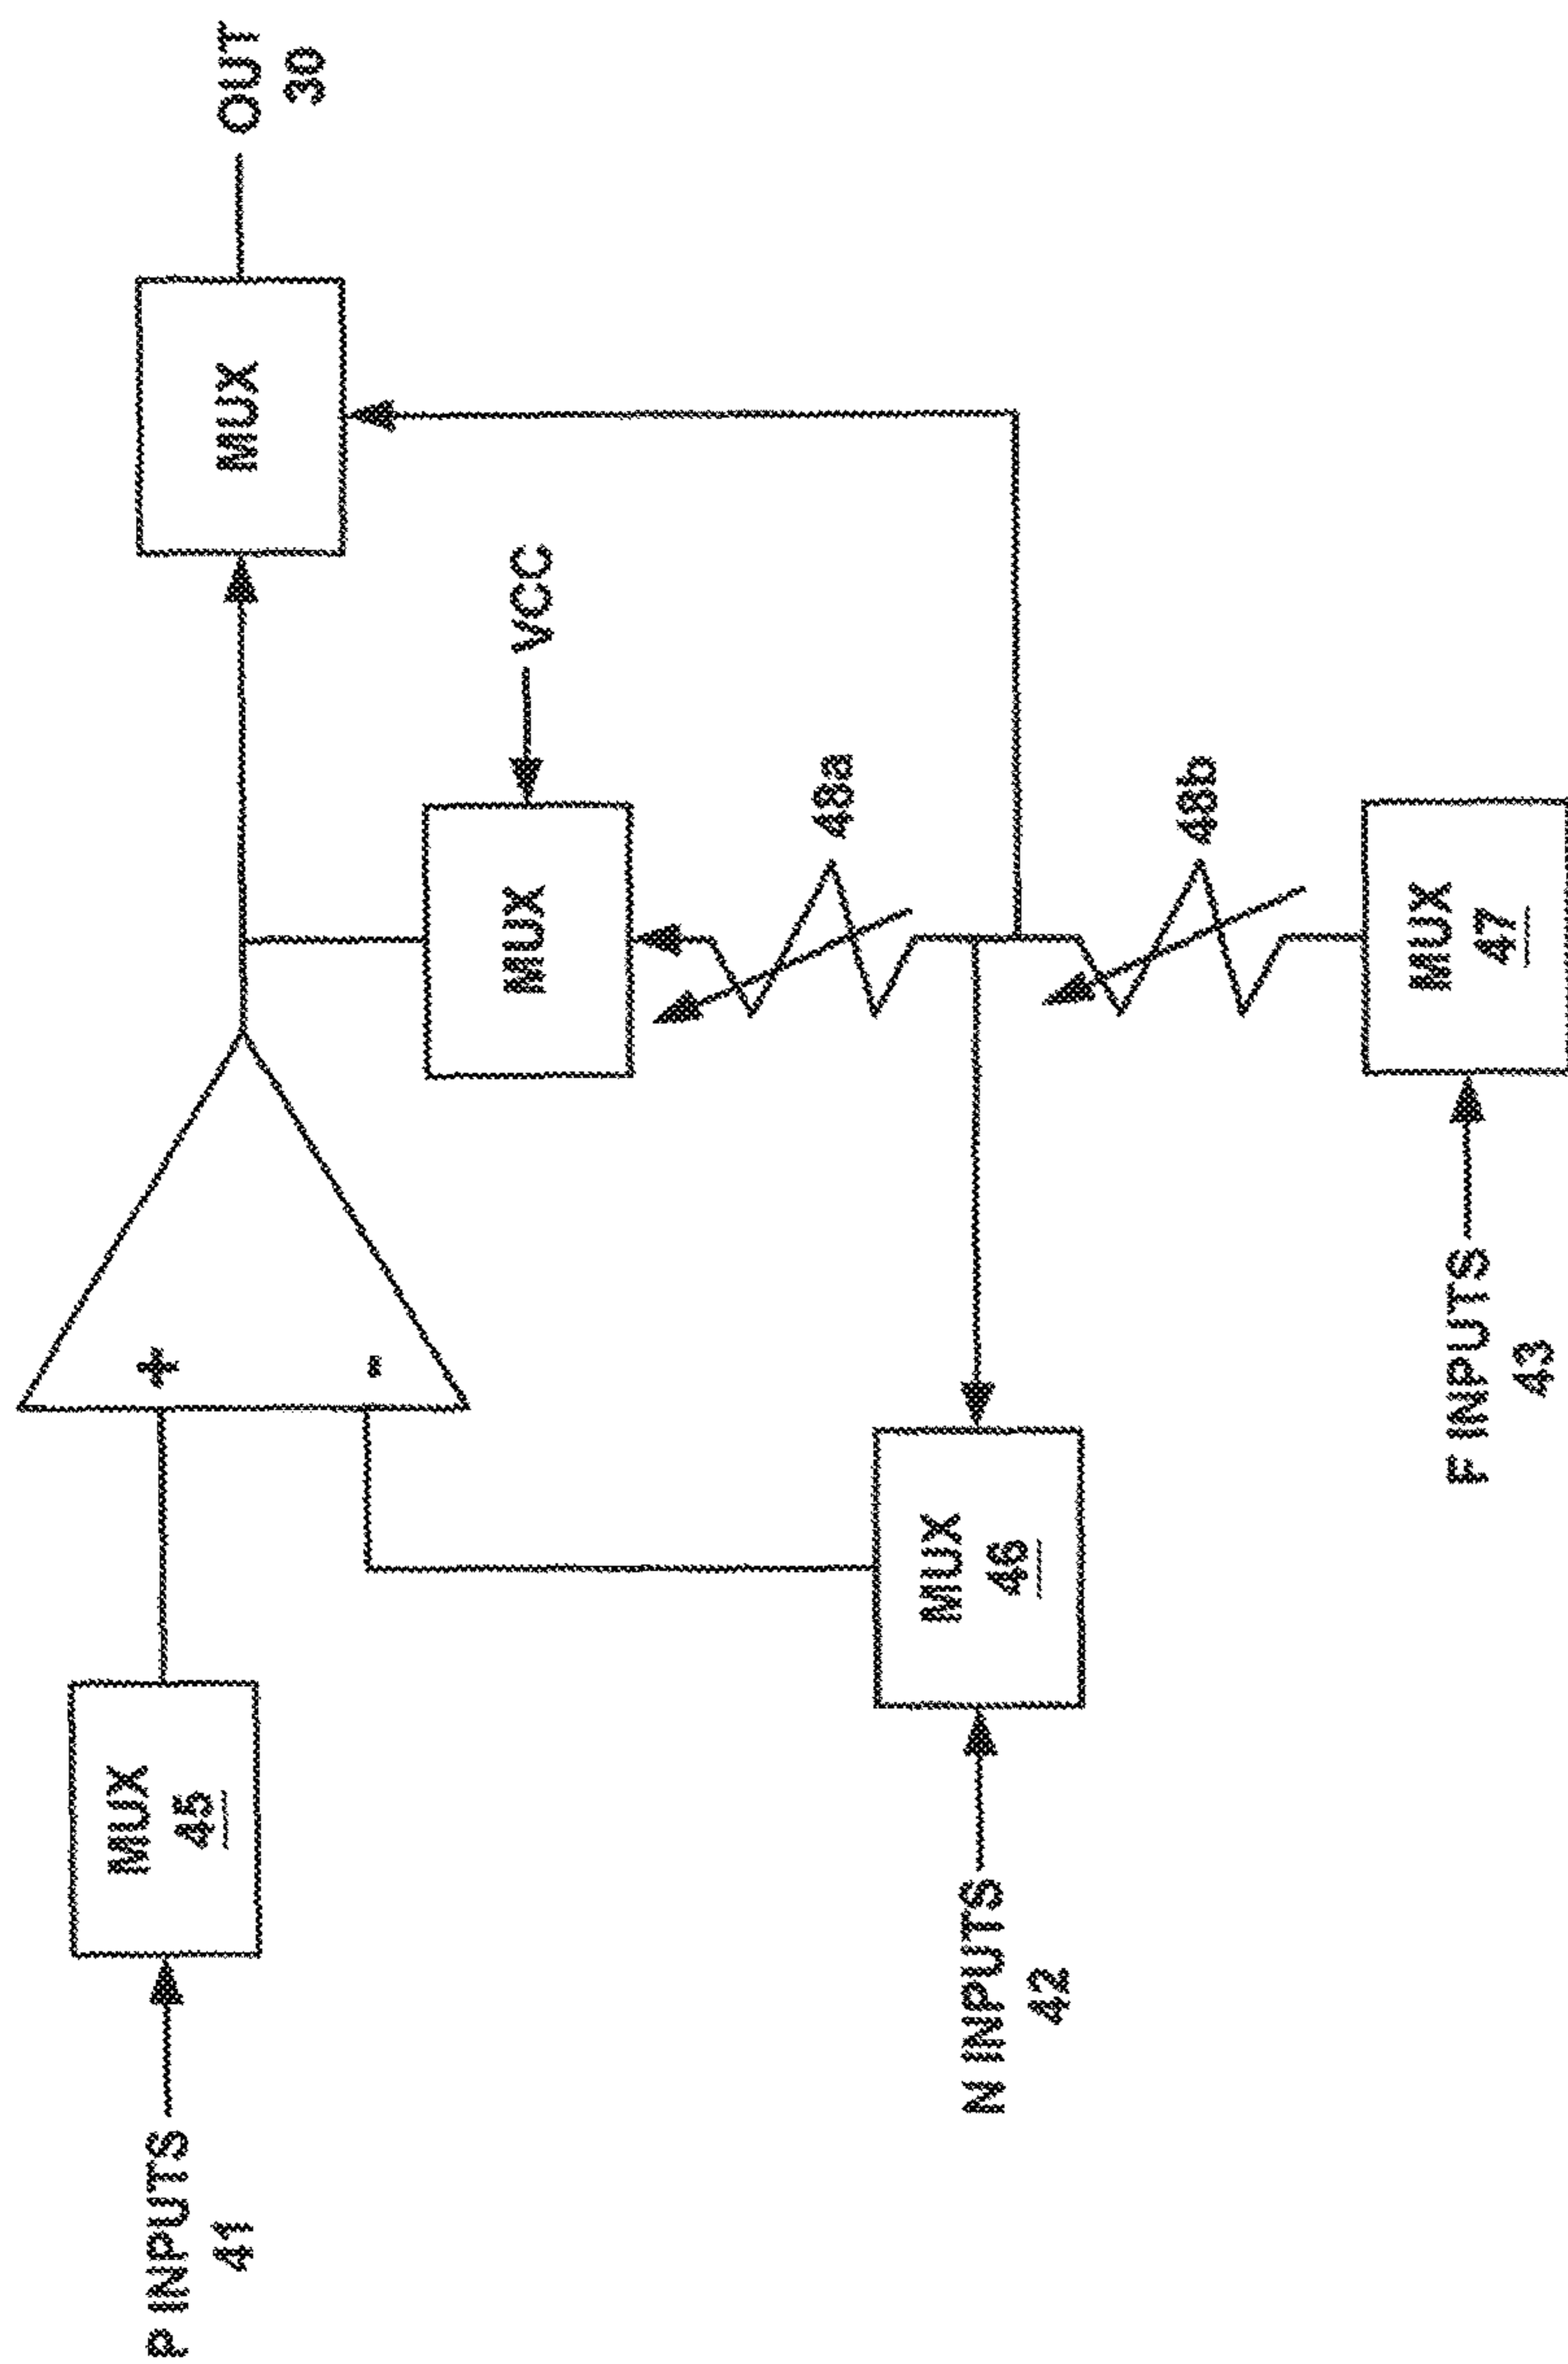 P INPUTS
41
MUX
45
+
-
MUX
OUT
30
MUX
VCC
48a
N INPUTS
42
MUX
46
48b
F INPUTS
43
MUX
47